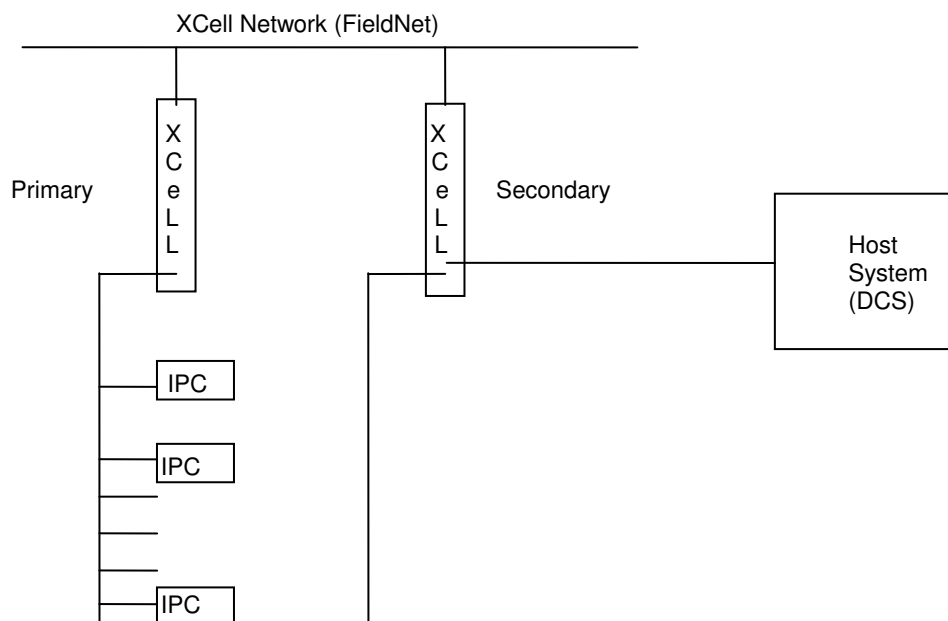 XCell Network (FieldNet)
X
C
e
L
L
Primary
X
C
e
L
L
Secondary
Host
System
(DCS)
IPC
IPC
IPC